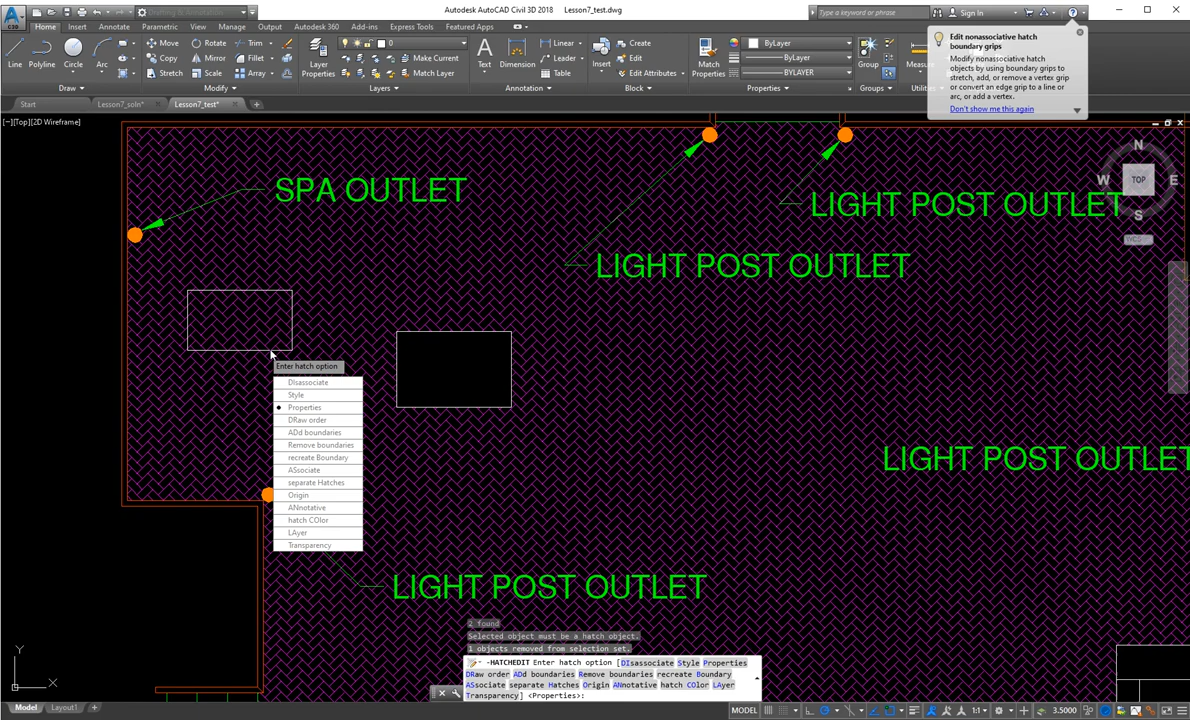 Drafting & Annotation
Autodesk AutoCAD Civil 3D 2018 Lesson7_test.dwg
Type a keyword or phrase
Sign In
C3D
Home Insert Annotate Parametric View Manage Output Autodesk 360 Add-ins Express Tools Featured Apps
Line Polyline Circle Arc
Move Rotate Trim
Copy Mirror Fillet
Stretch Scale Array
Layer Properties
0
Make Current
Match Layer
Text Dimension
Linear
Leader
Table
Insert
Create
Edit
Edit Attributes
Match Properties
ByLayer
ByLayer
BYLAYER
Group
Measure
Draw Modify Layers Annotation Block Properties Groups Utilities
Edit nonassociative hatch
boundary grips
Modify nonassociative hatch
objects by using boundary grips to
stretch, add, or remove a vertex grip
or convert an edge grip to a line or
arc, or add a vertex.
Don't show me this again
Start Lesson7_soln* Lesson7_test*
[−][Top][2D Wireframe]
N
W TOP E
S
WCS
SPA OUTLET
LIGHT POST OUTLET
LIGHT POST OUTLET
LIGHT POST OUTLET
LIGHT POST OUTLET
Enter hatch option
DIsassociate
Style
Properties
DRaw order
ADd boundaries
Remove boundaries
recreate Boundary
ASsociate
separate Hatches
Origin
ANnotative
hatch COlor
LAyer
Transparency
2 found
Selected object must be a hatch object.
1 objects removed from selection set.
-HATCHEDIT Enter hatch option [DIsassociate Style Properties
DRaw order ADd boundaries Remove boundaries recreate Boundary
ASsociate separate Hatches Origin ANnotative hatch COlor LAyer
Transparency] <Properties>:
Y
X
Model Layout1
MODEL 1:1 3.5000